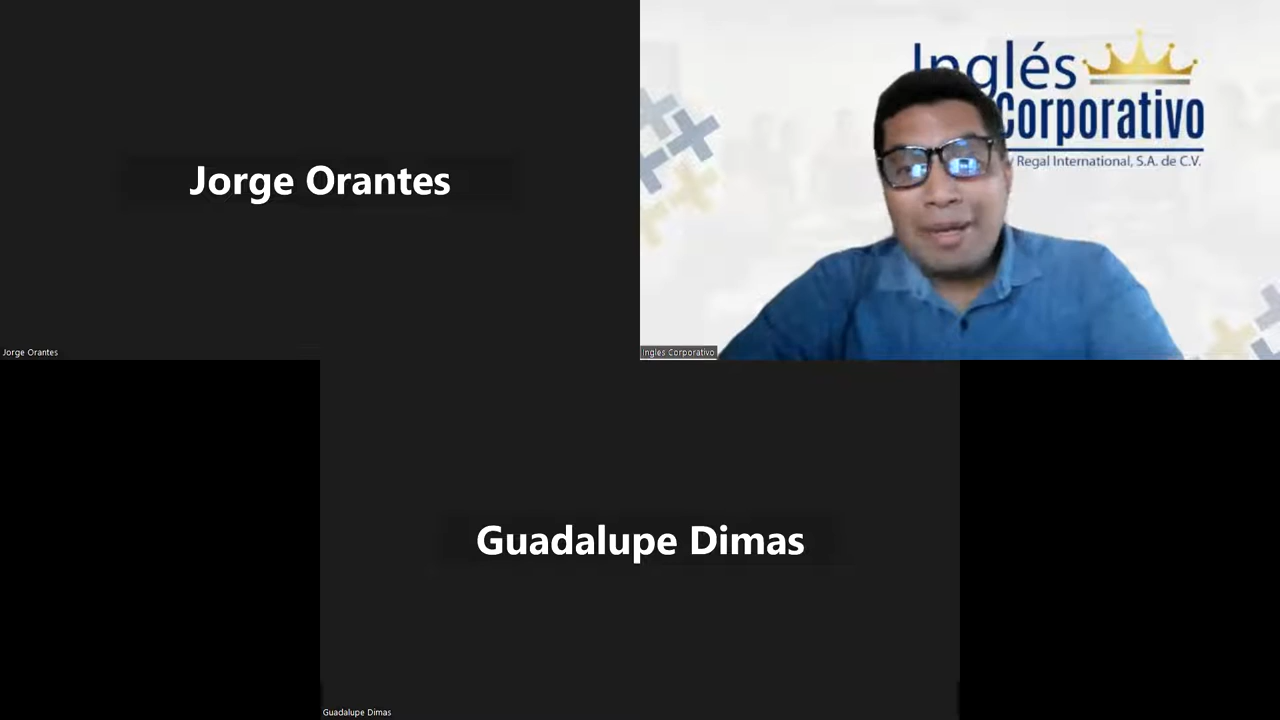 Jorge Orantes
Jorge Orantes
Inglés
Corporativo
y Regal International, S.A. de C.V.
Ingles Corporativo
Guadalupe Dimas
Guadalupe Dimas